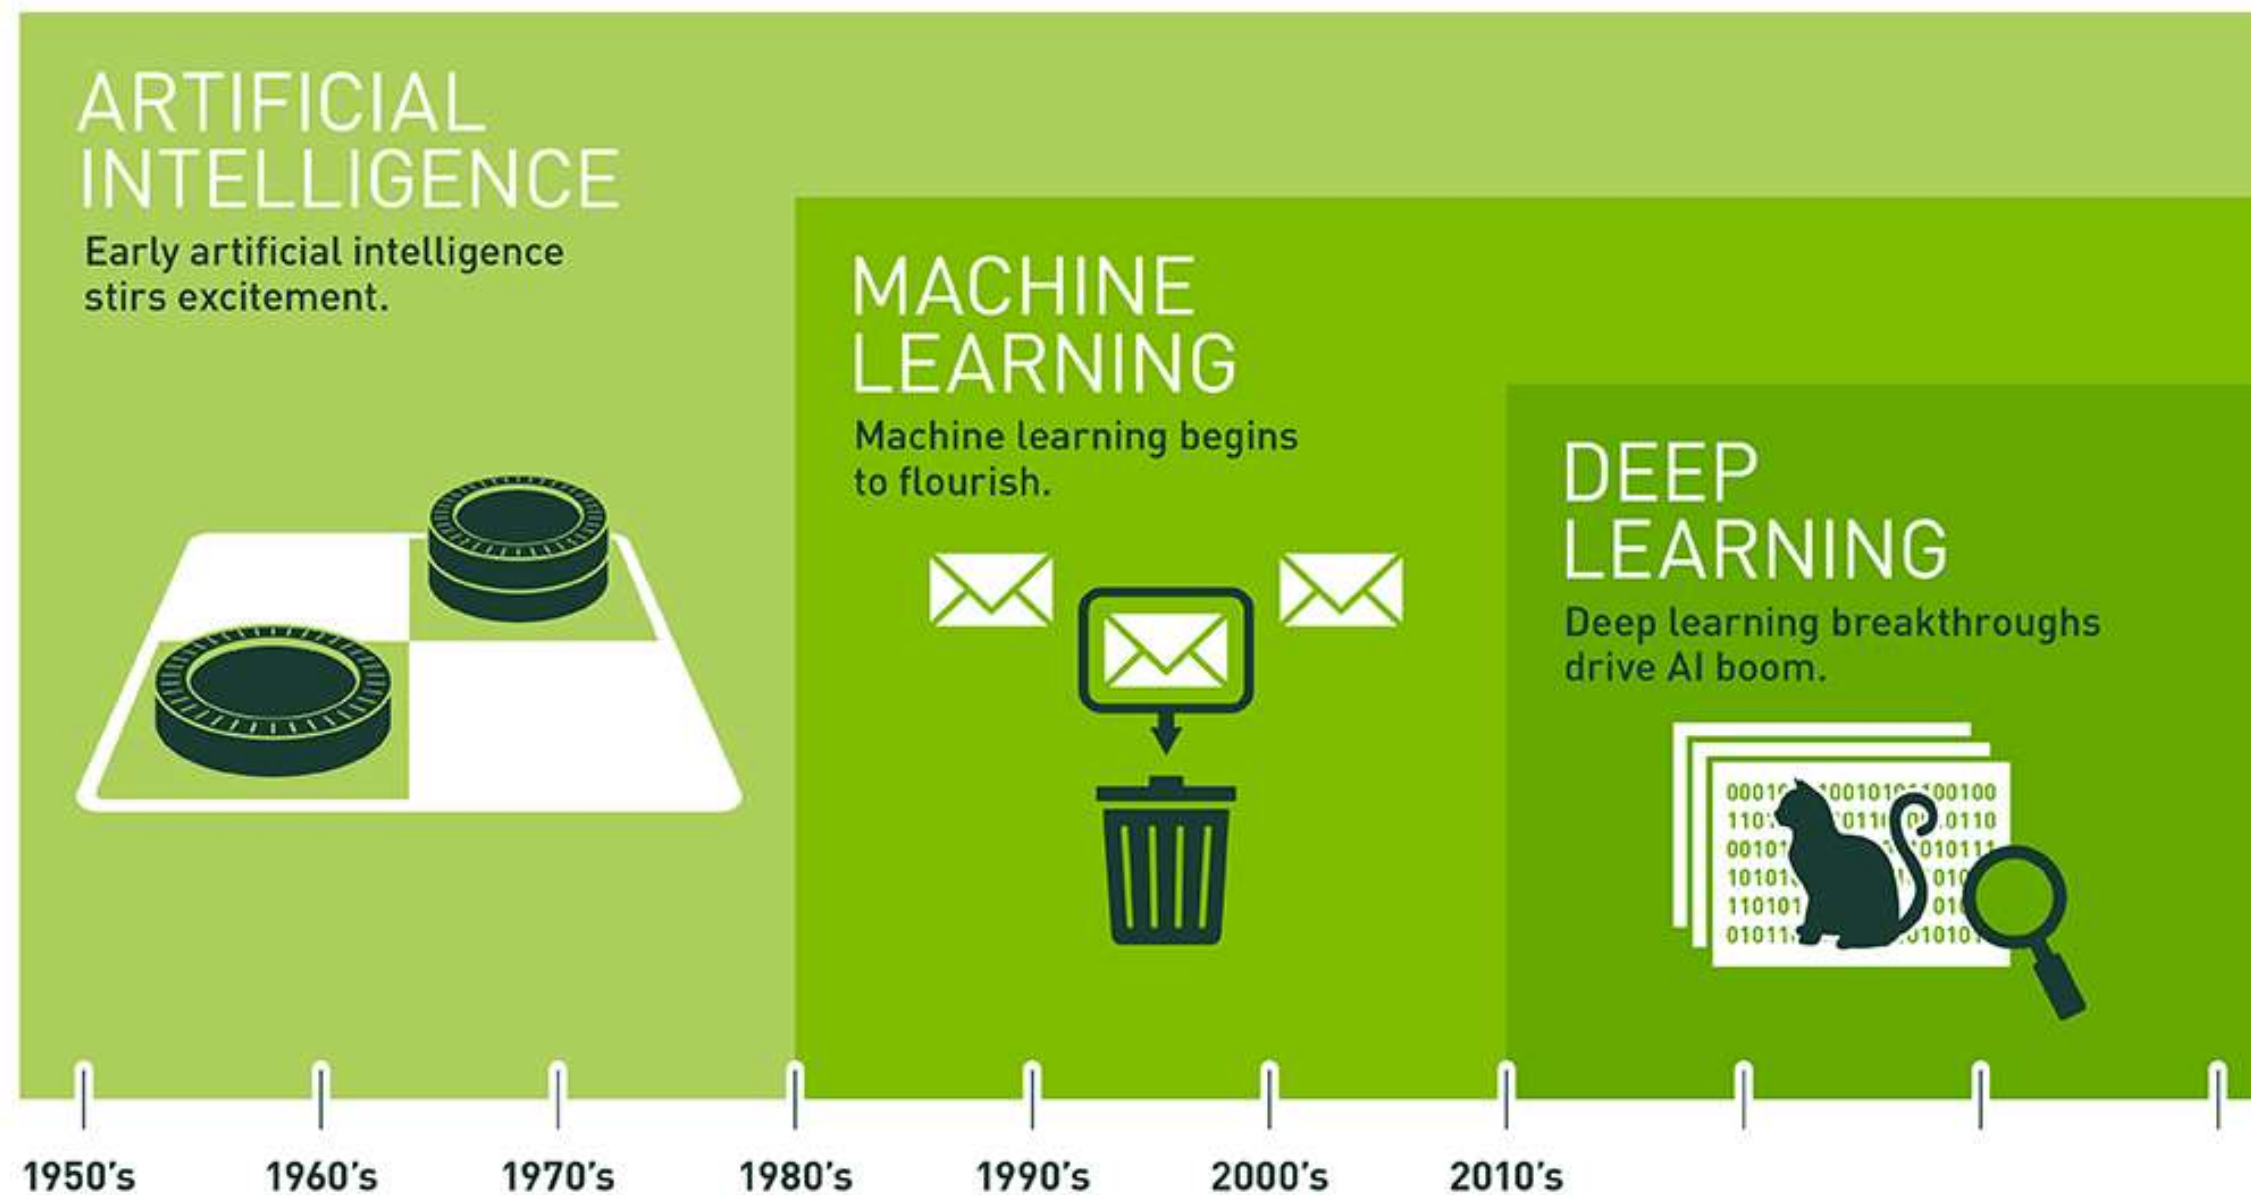 ARTIFICIAL
INTELLIGENCE
Early artificial intelligence
stirs excitement.
MACHINE
LEARNING
Machine learning begins
to flourish.
DEEP
LEARNING
Deep learning breakthroughs
drive AI boom.
1950's
1960's
1970's
1980's
1990's
2000's
2010's